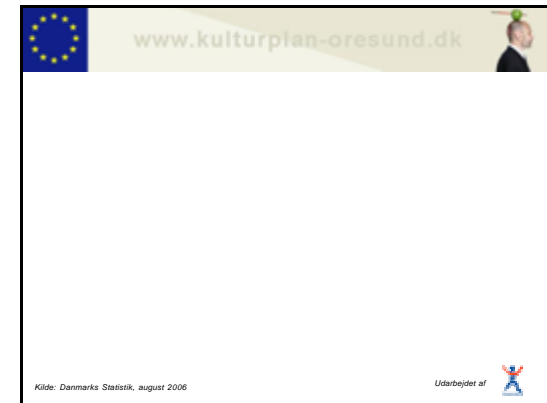 www.kulturplan-oresund.dk
Kilde: Danmarks Statistik, august 2006
Udarbejdet af